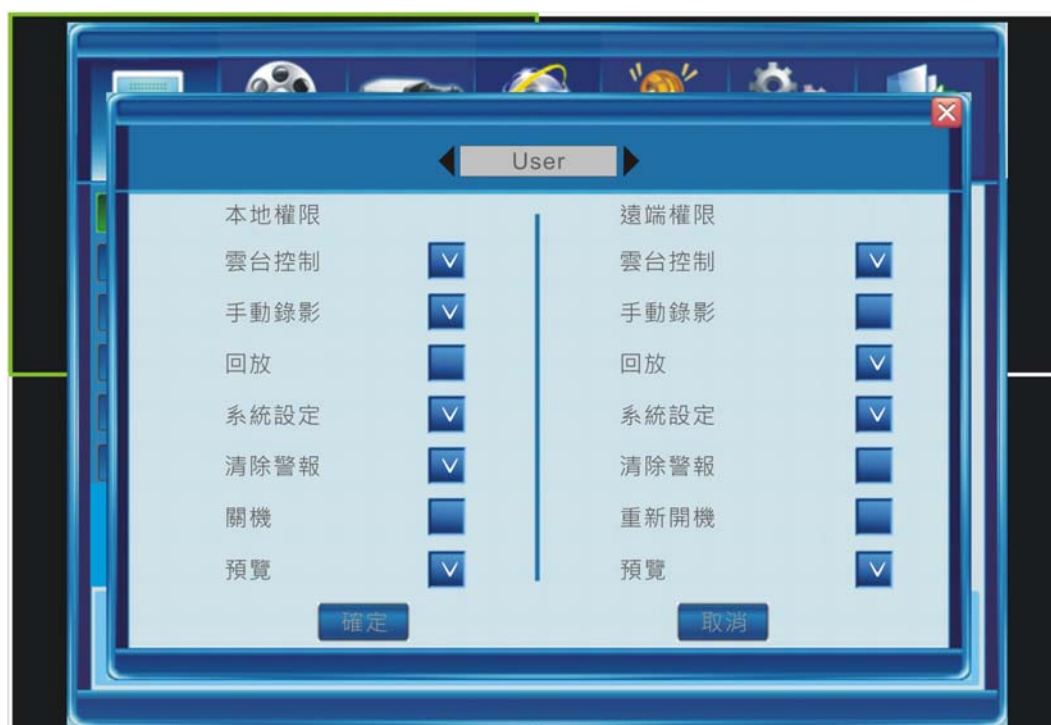 User
本地權限
雲台控制
手動錄影
回放
系統設定
清除警報
關機
預覽
遠端權限
雲台控制
手動錄影
回放
系統設定
清除警報
重新開機
預覽
確定
取消